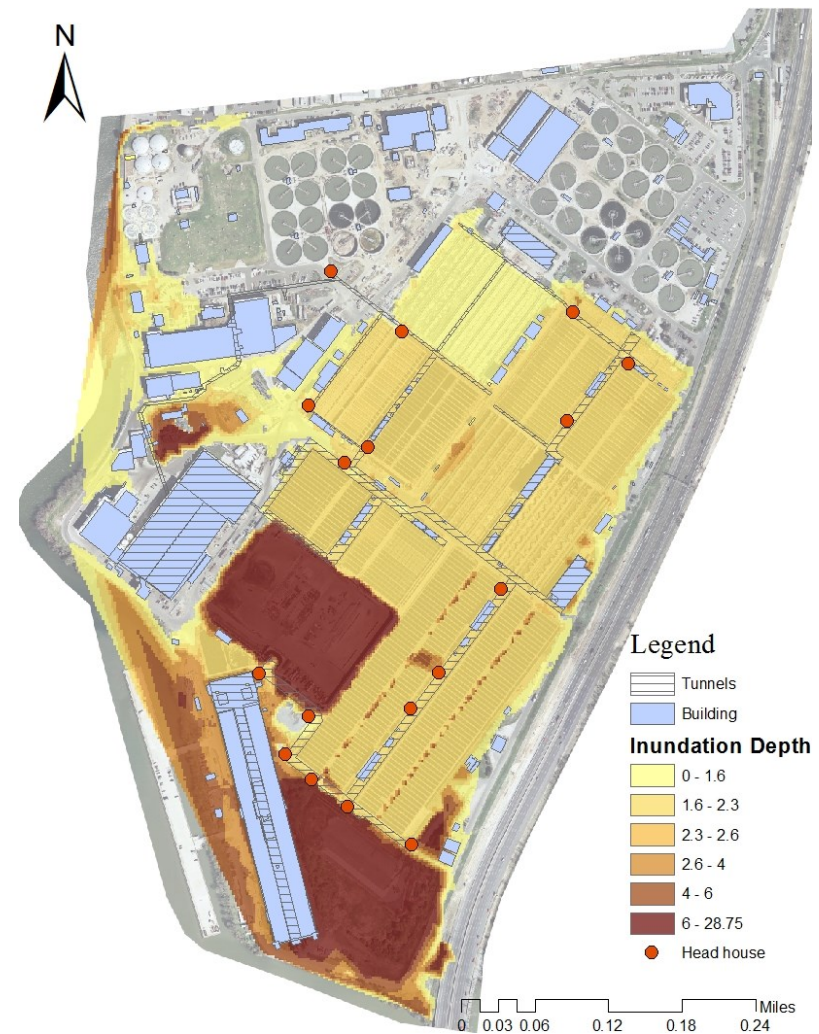 N
Legend
Tunnels
Building
Inundation Depth
0 - 1.6
1.6 - 2.3
2.3 - 2.6
2.6 - 4
4 - 6
6 - 28.75
Head house
Miles
0 0.03 0.06 0.12 0.18 0.24